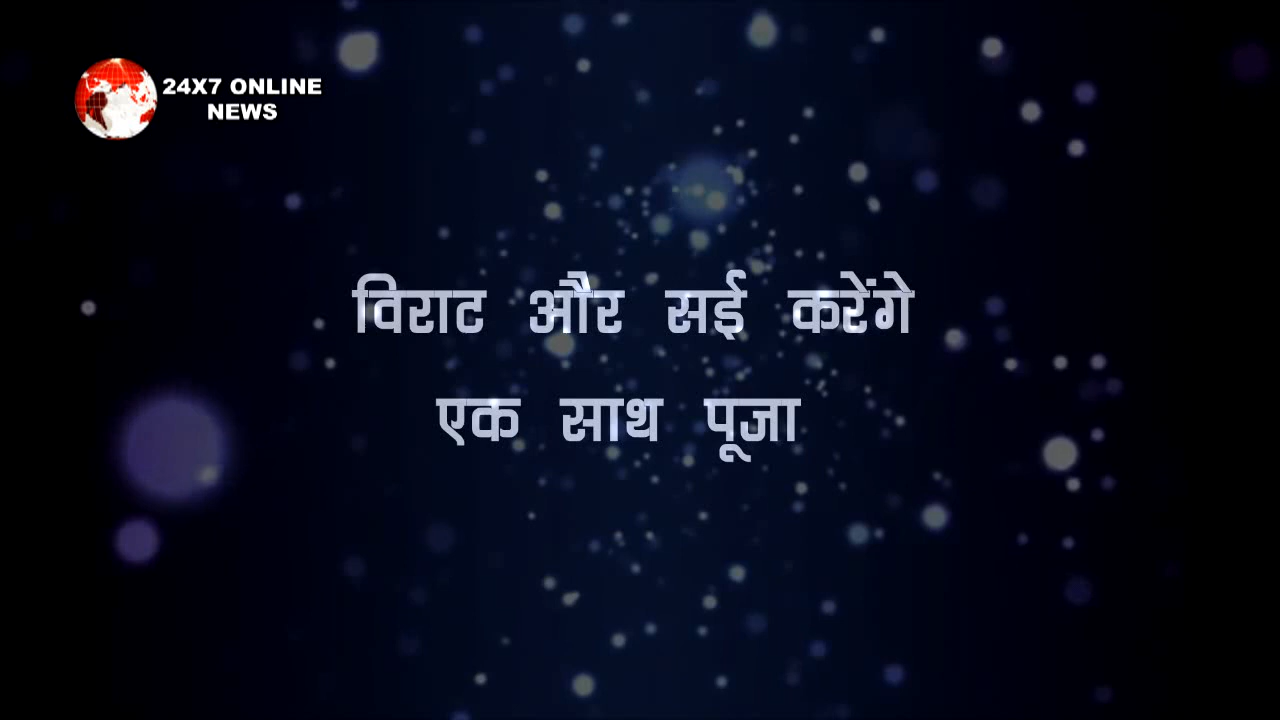 24X7 ONLINE
NEWS
विराट और सई करेंगे
एक साथ पूजा